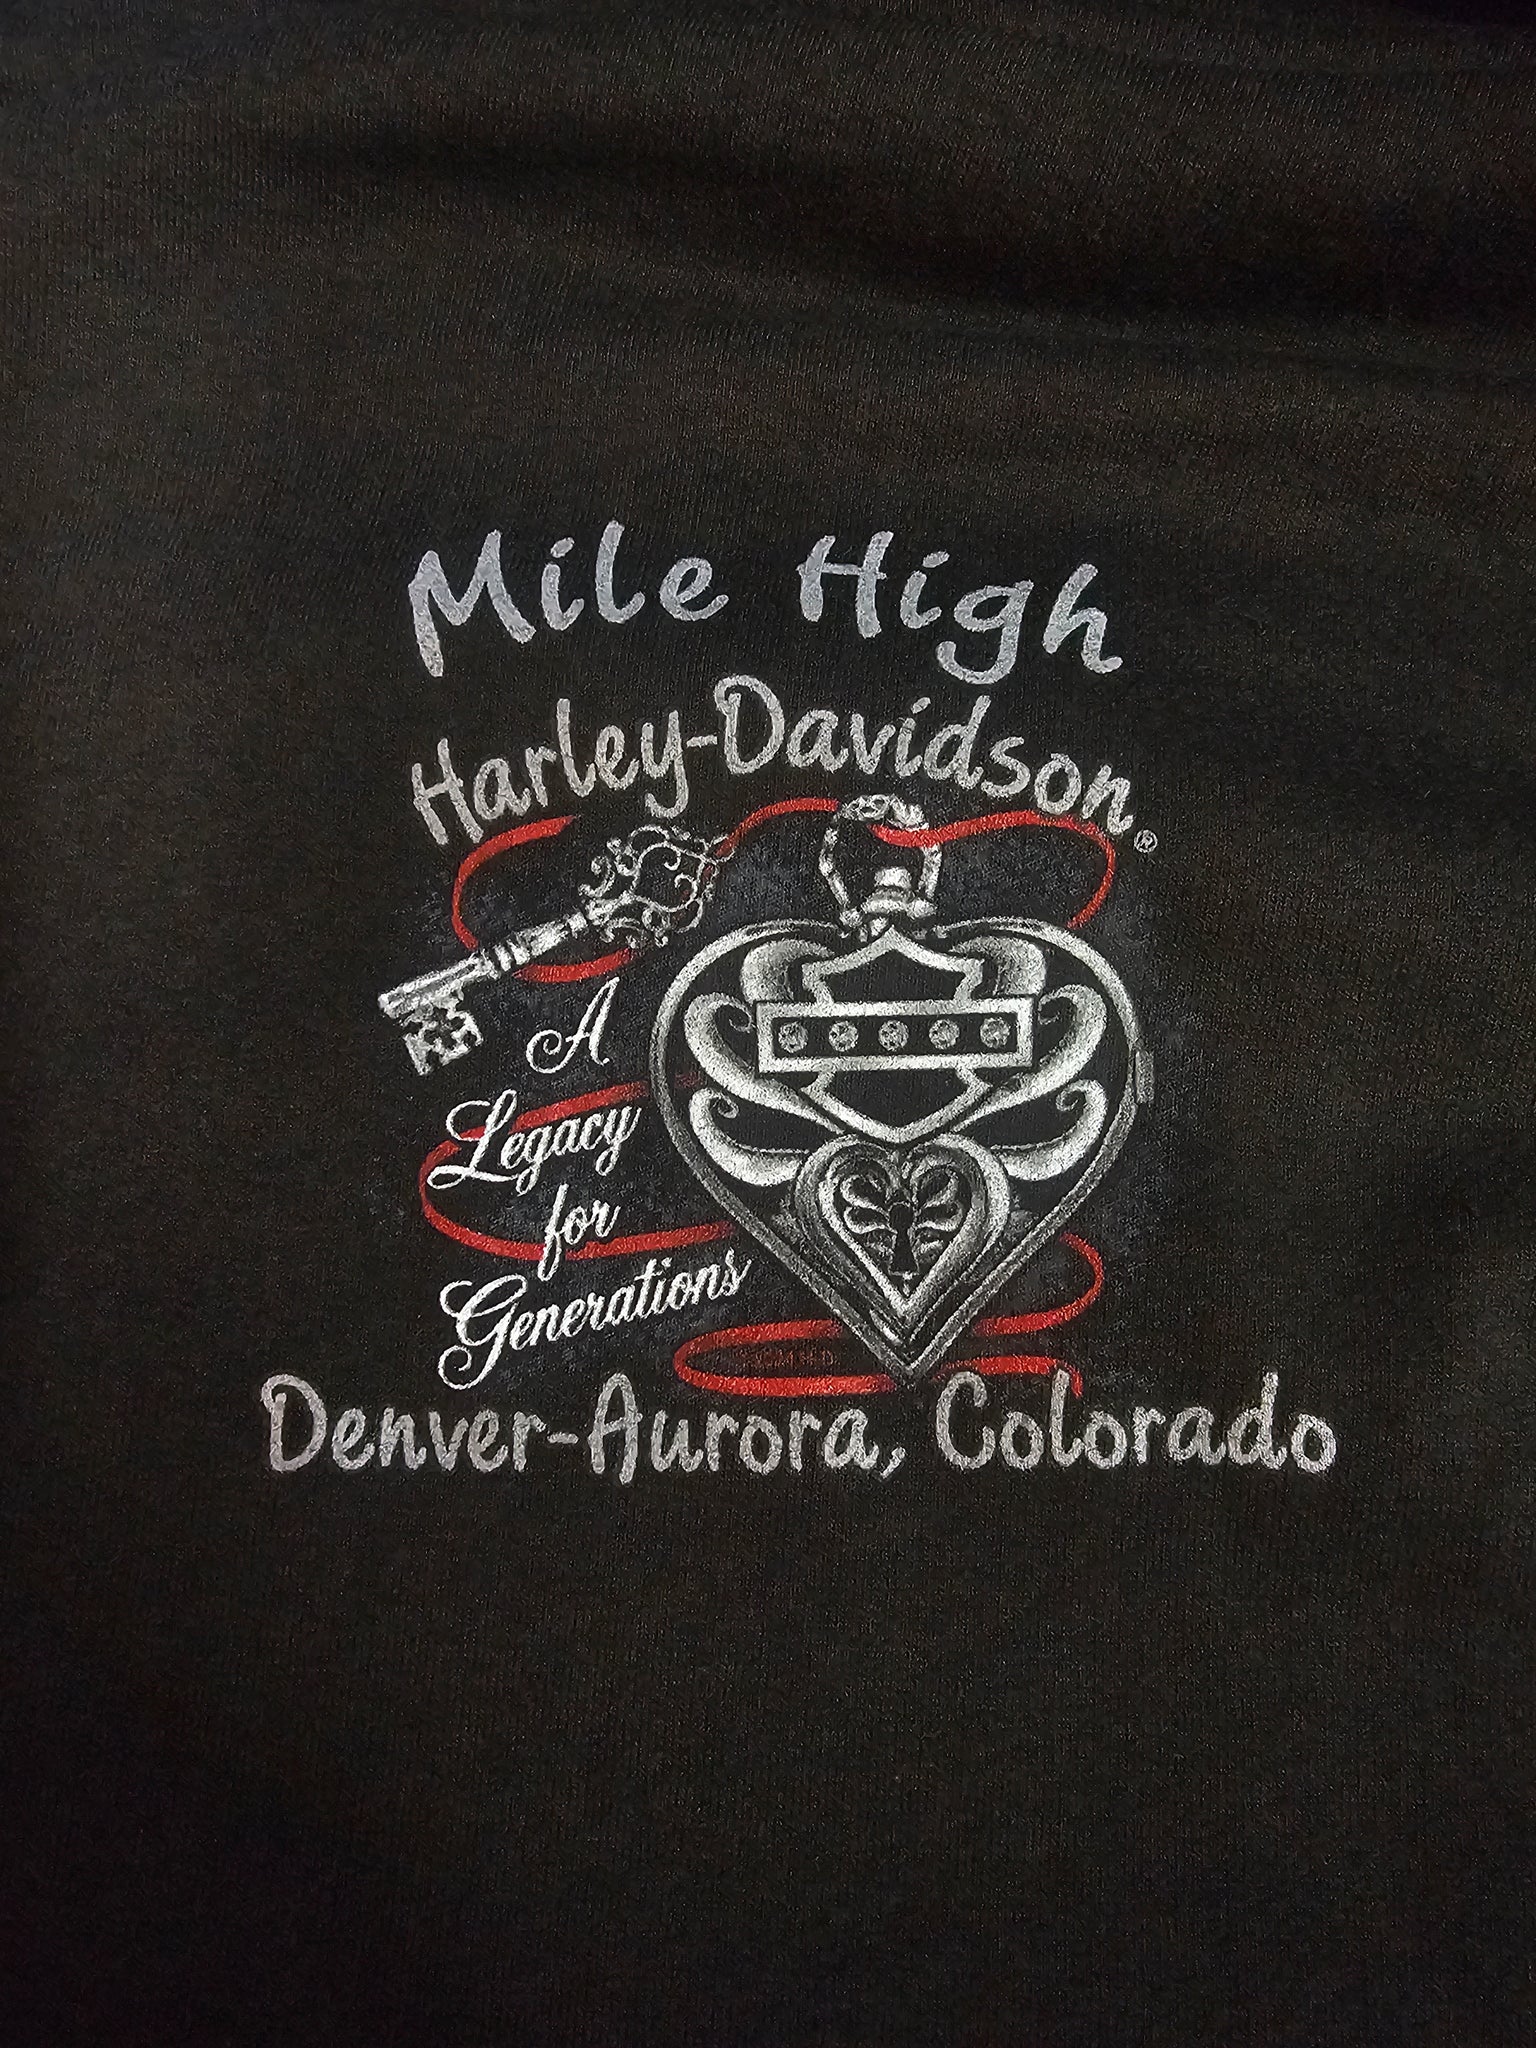 Mile High
Harley-Davidson®
A
Legacy
for
Generations
Denver-Aurora, Colorado